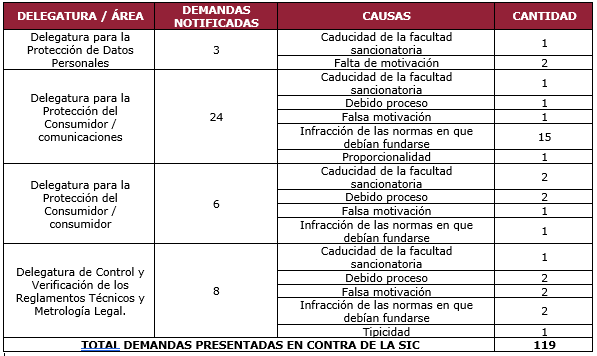 DELEGATURA / ÁREA
DEMANDAS
NOTIFICADAS
CAUSAS
CANTIDAD
Delegatura para la
Protección de Datos
Personales
3
Caducidad de la facultad
sancionatoria
1
Falta de motivación
2
Delegatura para la
Protección del
Consumidor /
comunicaciones
24
Caducidad de la facultad
sancionatoria
1
Debido proceso
1
Falsa motivación
1
Infracción de las normas en que
debían fundarse
15
Proporcionalidad
1
Delegatura para la
Protección del
Consumidor /
consumidor
6
Caducidad de la facultad
sancionatoria
2
Debido proceso
2
Falsa motivación
1
Infracción de las normas en que
debían fundarse
1
Delegatura de Control y
Verificación de los
Reglamentos Técnicos y
Metrología Legal.
8
Caducidad de la facultad
sancionatoria
1
Debido proceso
2
Falsa motivación
2
Infracción de las normas en que
debían fundarse
2
Tipicidad
1
TOTAL DEMANDAS PRESENTADAS EN CONTRA DE LA SIC
119